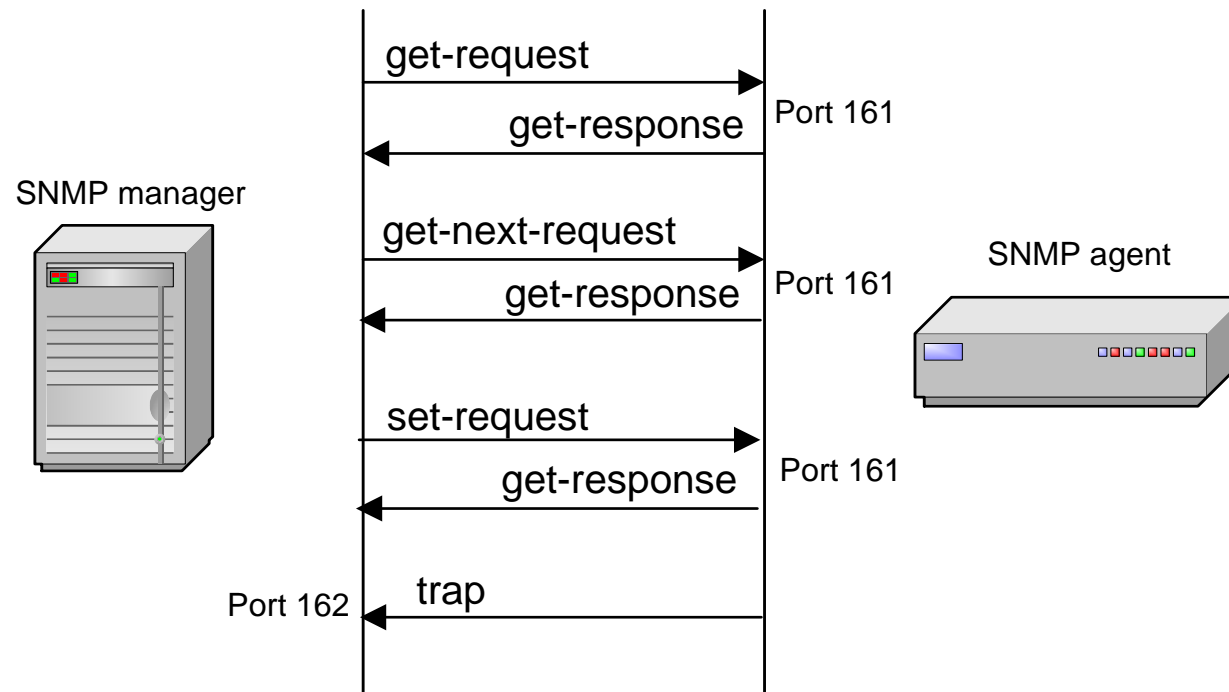 get-request
Port 161
get-response
SNMP manager
get-next-request
SNMP agent
Port 161
get-response
set-request
Port 161
get-response
trap
Port 162